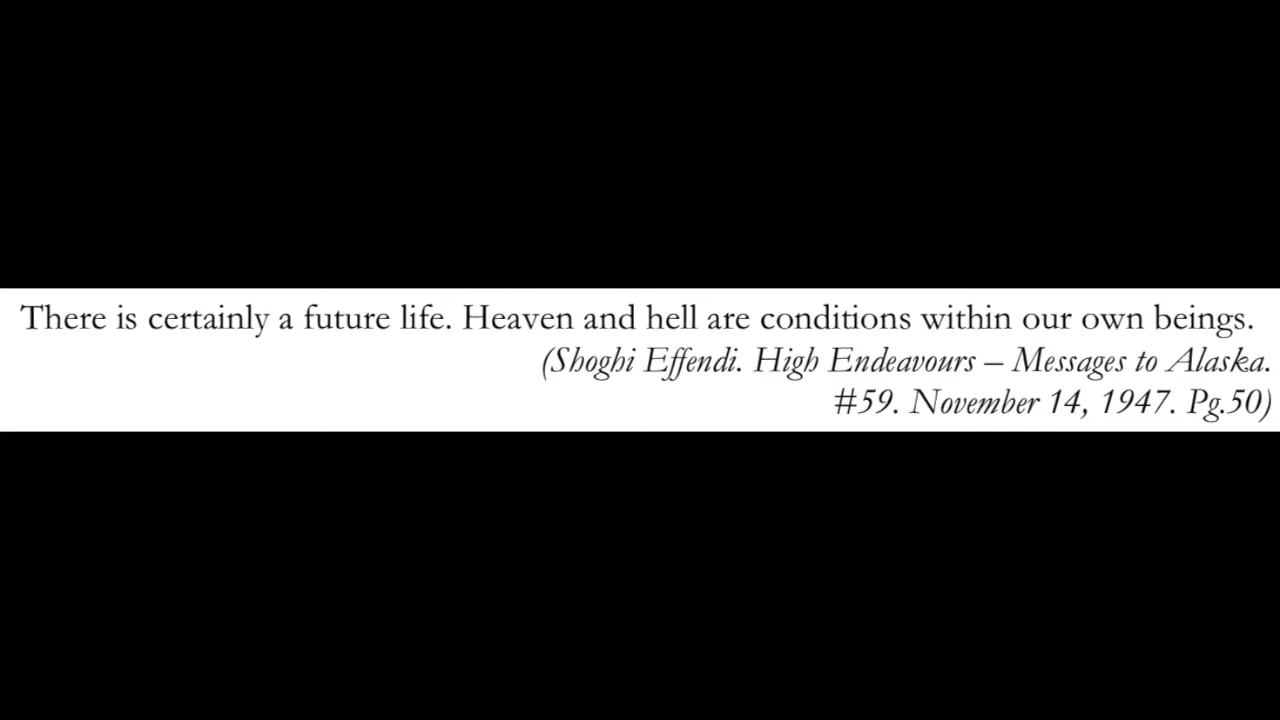 There is certainly a future life. Heaven and hell are conditions within our own beings.
(Shoghi Effendi. High Endeavours – Messages to Alaska.
#59. November 14, 1947. Pg.50)